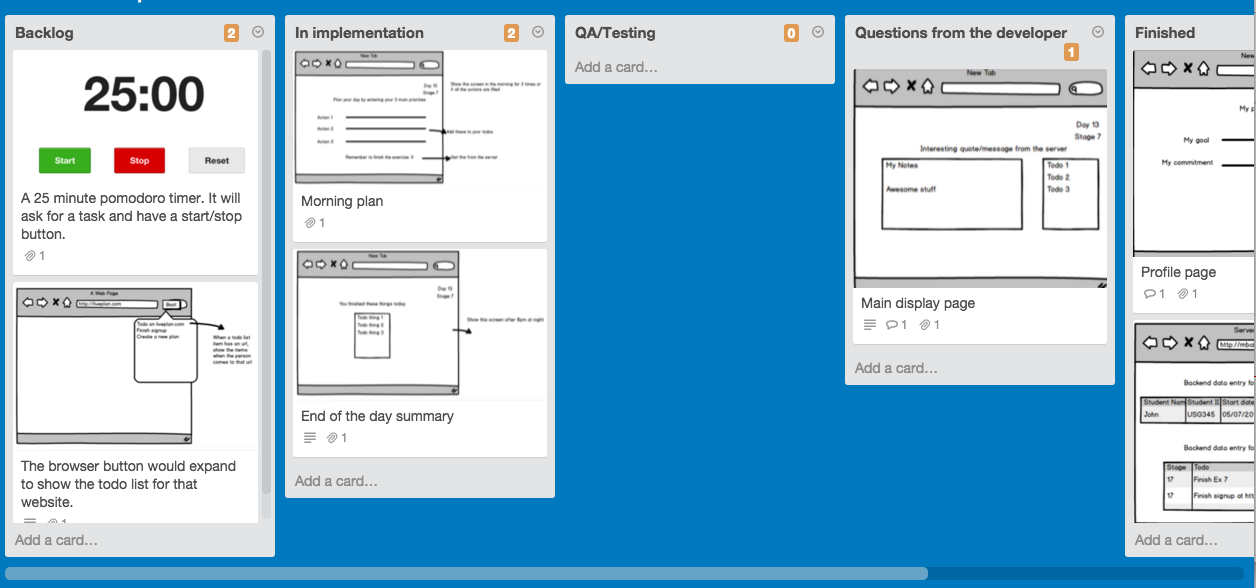 Backlog
2
25:00
Start
Stop
Reset
A 25 minute pomodoro timer. It will
ask for a task and have a start/stop
button.
1
A Web Page
http://liveplan.com
Todo on liveplan.com
Finish signup
Create a new plan
When a todo list
item has an url,
show the items
when the person
comes to that url
The browser button would expand
to show the todo list for that
website.
1
Add a card…
In implementation
2
New Tab
Day 13
Stage 7
Show this screen in the morning for 3 times or
Plan your day by entering your 3 main priorities
Action 1
Action 2
Action 3
Add these to your todos
Remember to finish the exercise
Get this from the server
Morning plan
1
New Tab
Day 13
Stage 7
You finished these things today
Todo thing 1
Todo thing 2
Todo thing 3
Show this screen after 8pm at night
End of the day summary
1
Add a card…
QA/Testing
0
Add a card…
Questions from the developer
1
New Tab
Day 13
Stage 7
Interesting quote/message from the server
My Notes
Awesome stuff
Todo 1
Todo 2
Todo 3
Main display page
1
1
Add a card…
Finished
New
My p
My goal
My commitment
Profile page
1
1
Serve
Backend data entry fo
Student Nam
Student I
Start date
John
USG345
05/07/20
Backend data entry fo
Stage
Todo
17
Finish Ex 7
17
Finish signup at htt
Add a card…